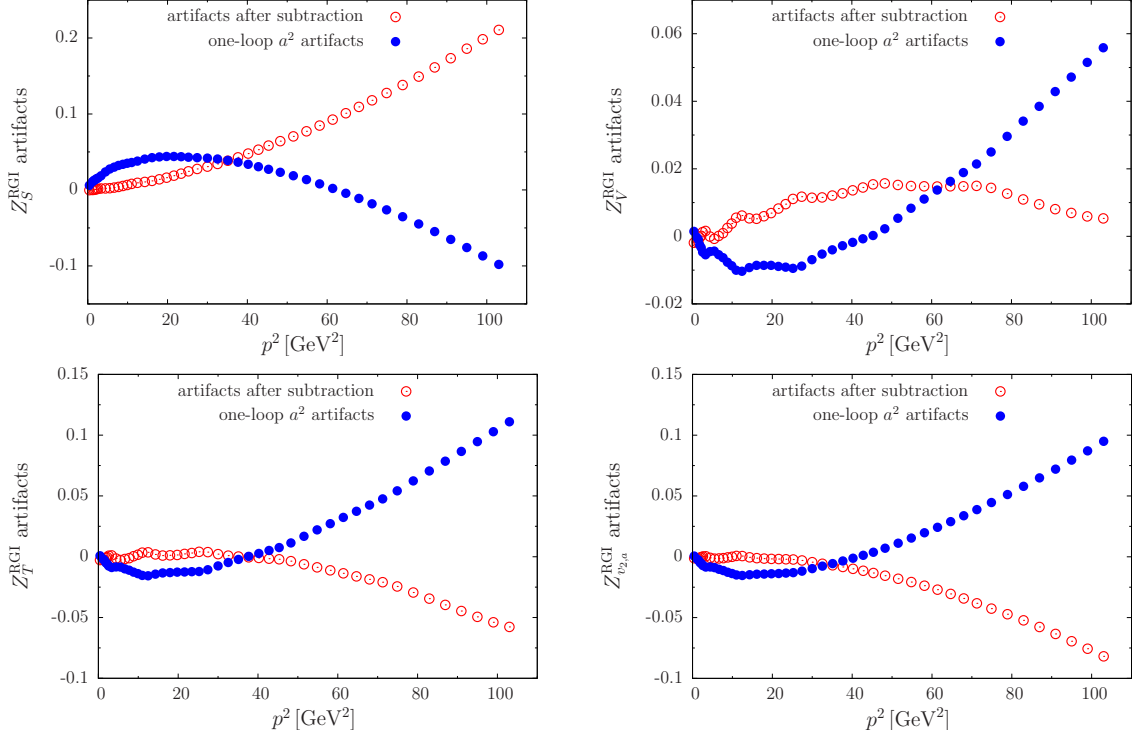 artifacts after subtraction
one-loop a² artifacts
0.2
0.1
0
-0.1
Z_S^RGI artifacts
0 20 40 60 80 100
p² [GeV²]
artifacts after subtraction
one-loop a² artifacts
0.06
0.04
0.02
0
-0.02
Z_V^RGI artifacts
0 20 40 60 80 100
p² [GeV²]
artifacts after subtraction
one-loop a² artifacts
0.15
0.1
0.05
0
-0.05
-0.1
Z_T^RGI artifacts
0 20 40 60 80 100
p² [GeV²]
artifacts after subtraction
one-loop a² artifacts
0.15
0.1
0.05
0
-0.05
-0.1
Z_{v_{2,a}}^RGI artifacts
0 20 40 60 80 100
p² [GeV²]